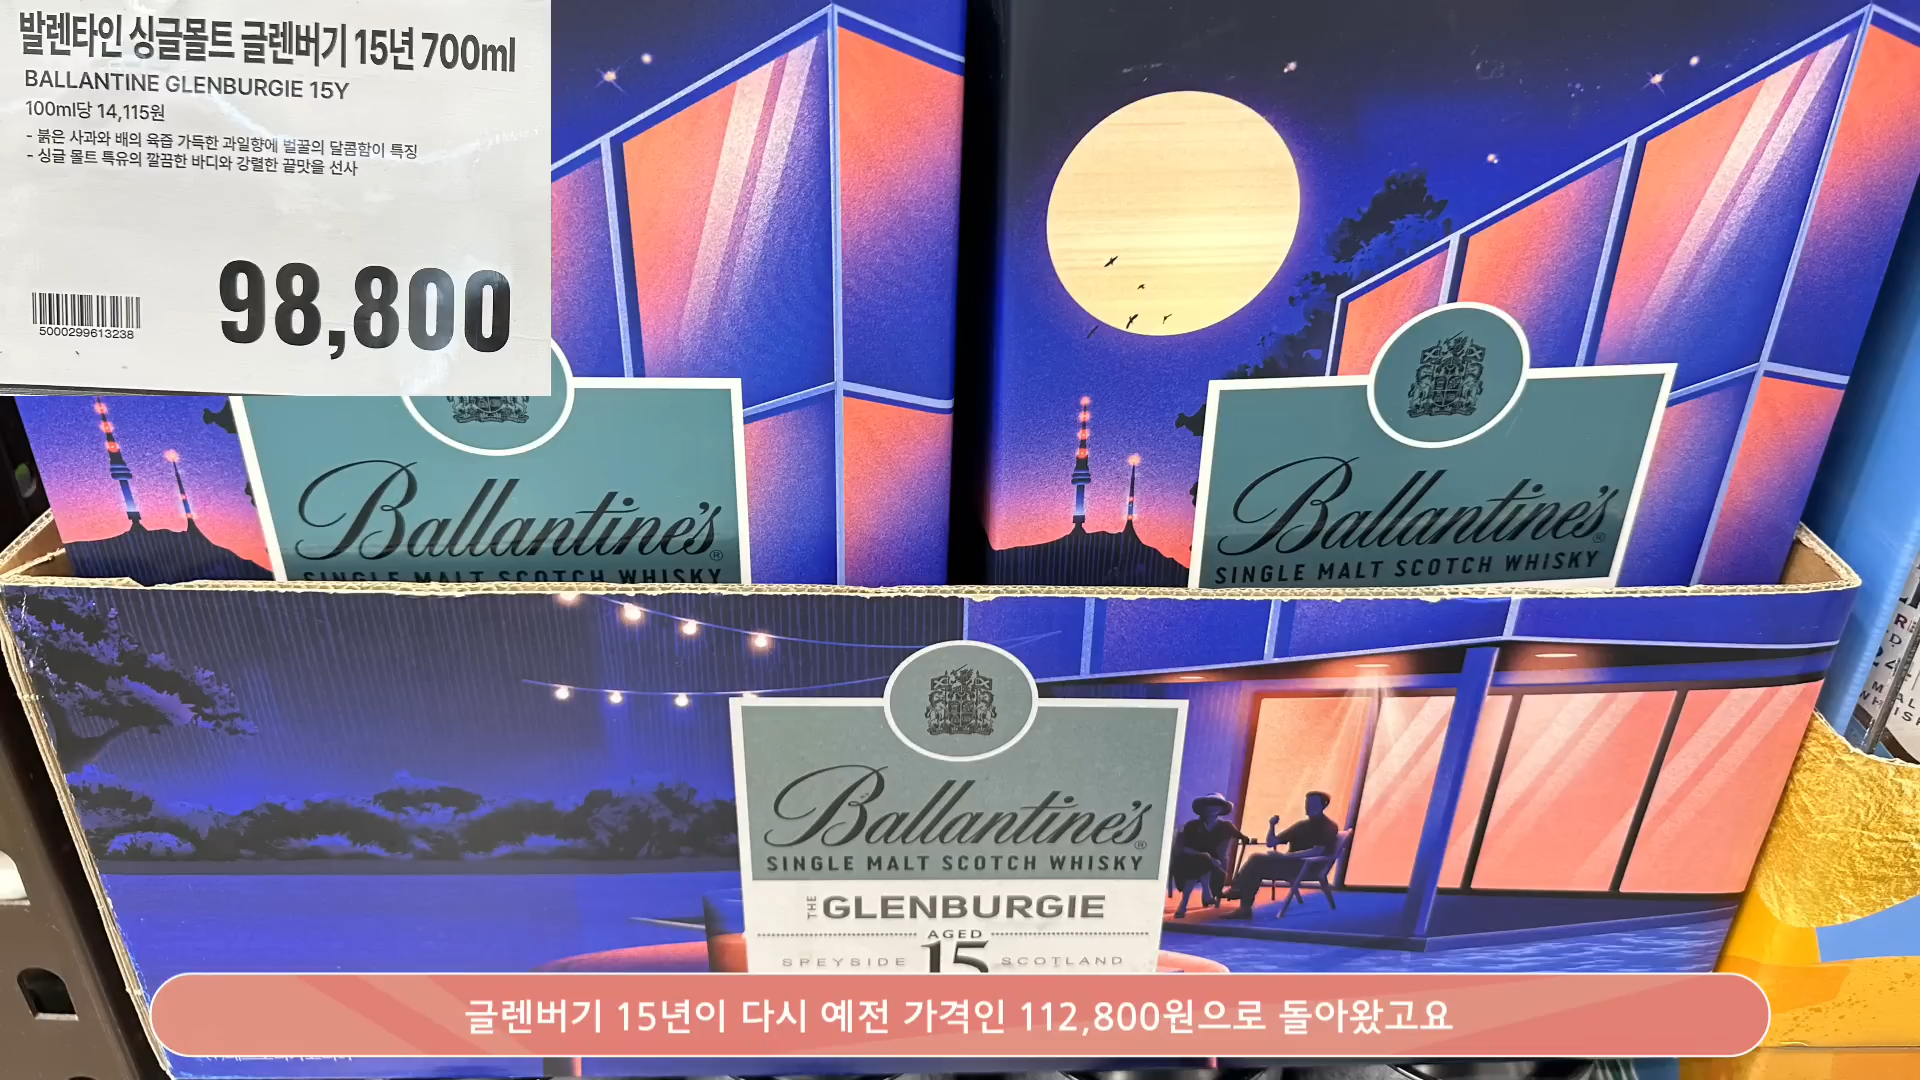 발렌타인 싱글몰트 글렌버기 15년 700ml
BALLANTINE GLENBURGIE 15Y
100ml당 14,115원
- 붉은 사과와 배의 육즙 가득한 과일향에 벌꿀의 달콤함이 특징
- 싱글 몰트 특유의 깔끔한 바디와 강렬한 끝맛을 선사
98,800
5000299613238
Ballantine's®
SINGLE MALT SCOTCH WHISKY
Ballantine's®
SINGLE MALT SCOTCH WHISKY
Ballantine's®
SINGLE MALT SCOTCH WHISKY
THE GLENBURGIE
AGED
SPEYSIDE 15 SCOTLAND
글렌버기 15년이 다시 예전 가격인 112,800원으로 돌아왔고요